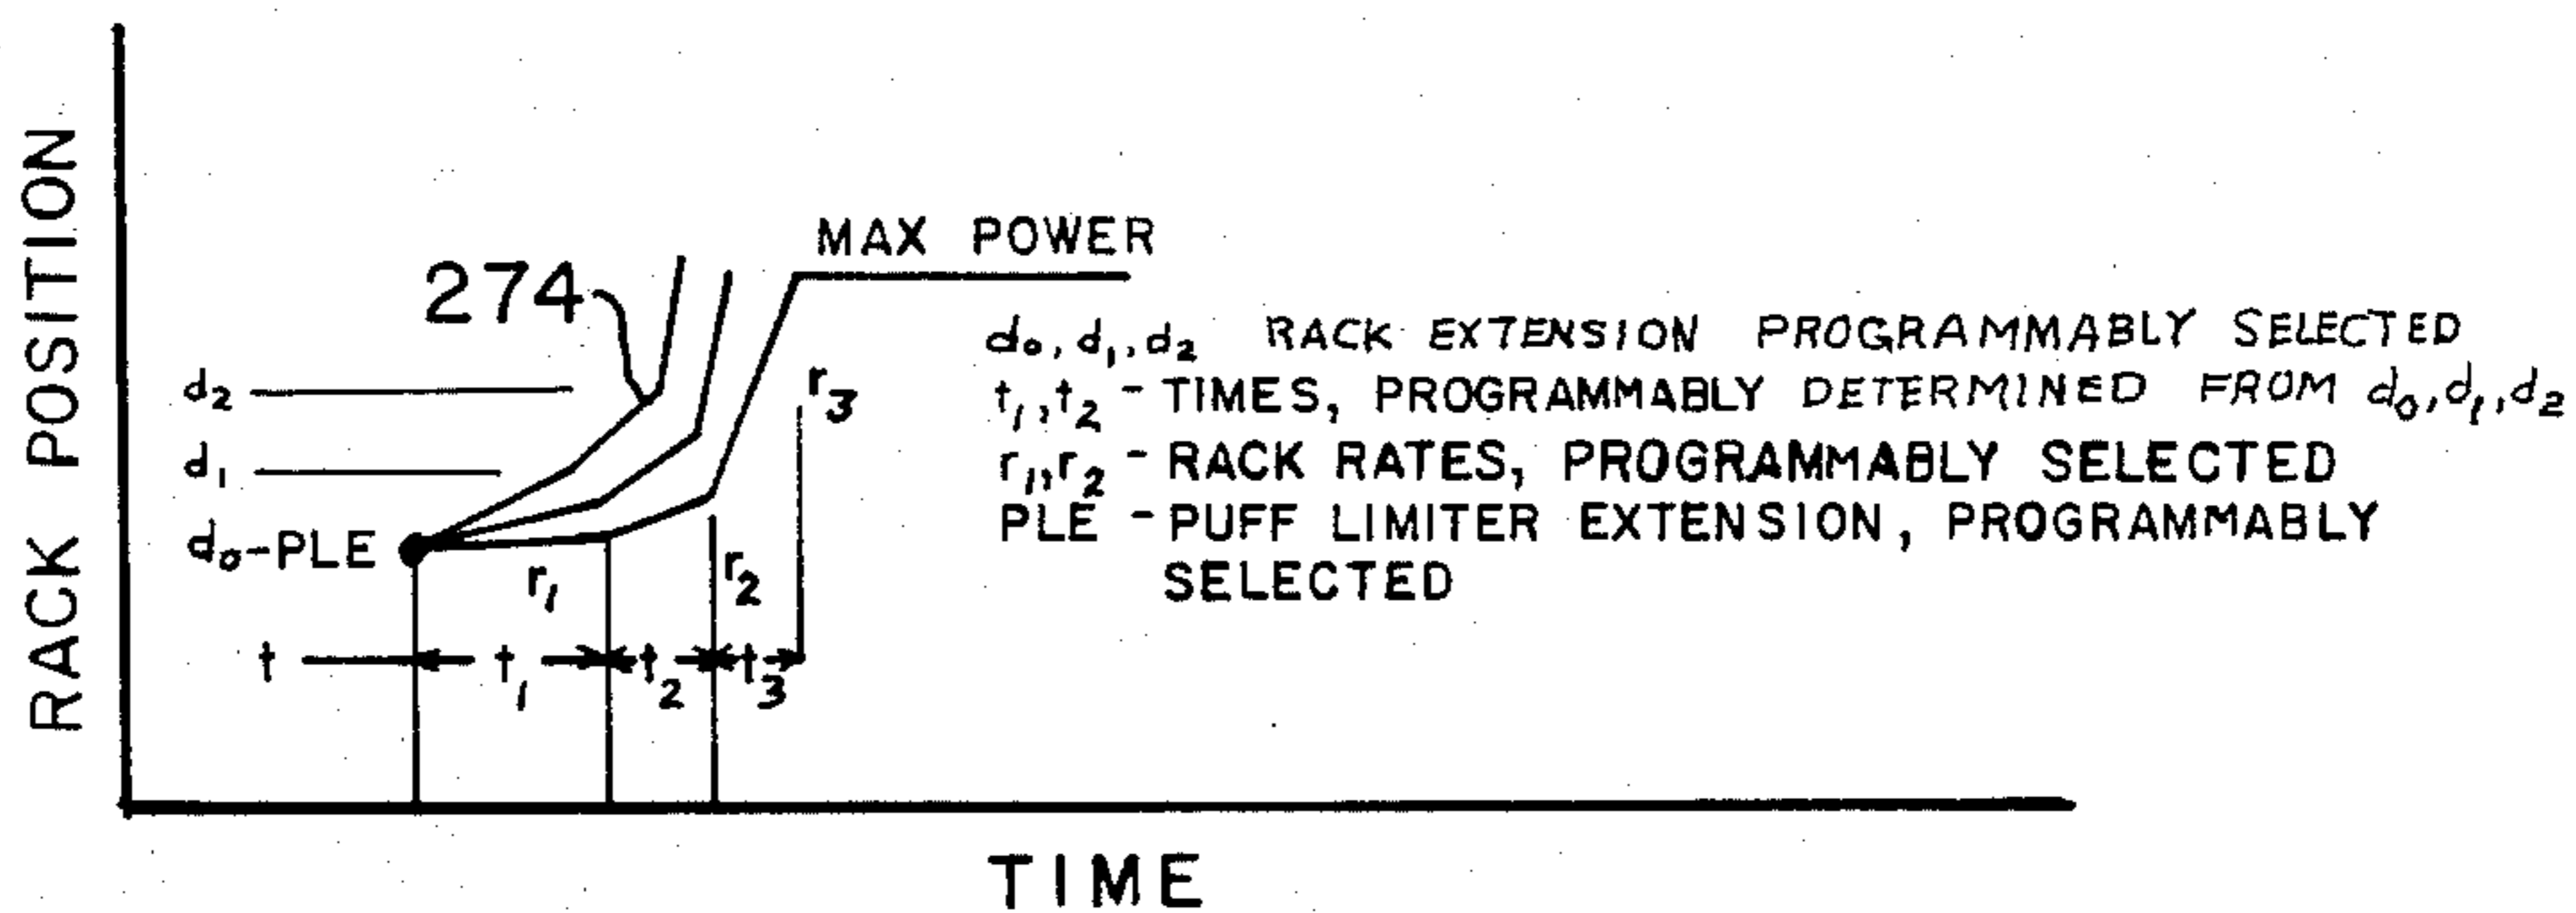 RACK POSITION
MAX POWER
274
d₂
d₁
d₀-PLE
r₁
r₂
r₃
t
t₁
t₂
t₃
d₀, d₁, d₂ RACK EXTENSION PROGRAMMABLY SELECTED
t₁, t₂ - TIMES, PROGRAMMABLY DETERMINED FROM d₀, d₁, d₂
r₁, r₂ - RACK RATES, PROGRAMMABLY SELECTED
PLE - PUFF LIMITER EXTENSION, PROGRAMMABLY
SELECTED
TIME